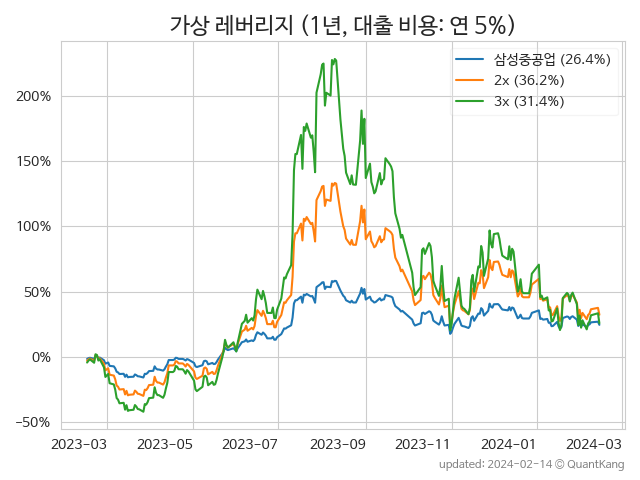 가상 레버리지 (1년, 대출 비용: 연 5%)
삼성중공업 (26.4%)
2x (36.2%)
3x (31.4%)
200%
150%
100%
50%
0%
−50%
2023-03 2023-05 2023-07 2023-09 2023-11 2024-01 2024-03
updated: 2024-02-14 © QuantKang